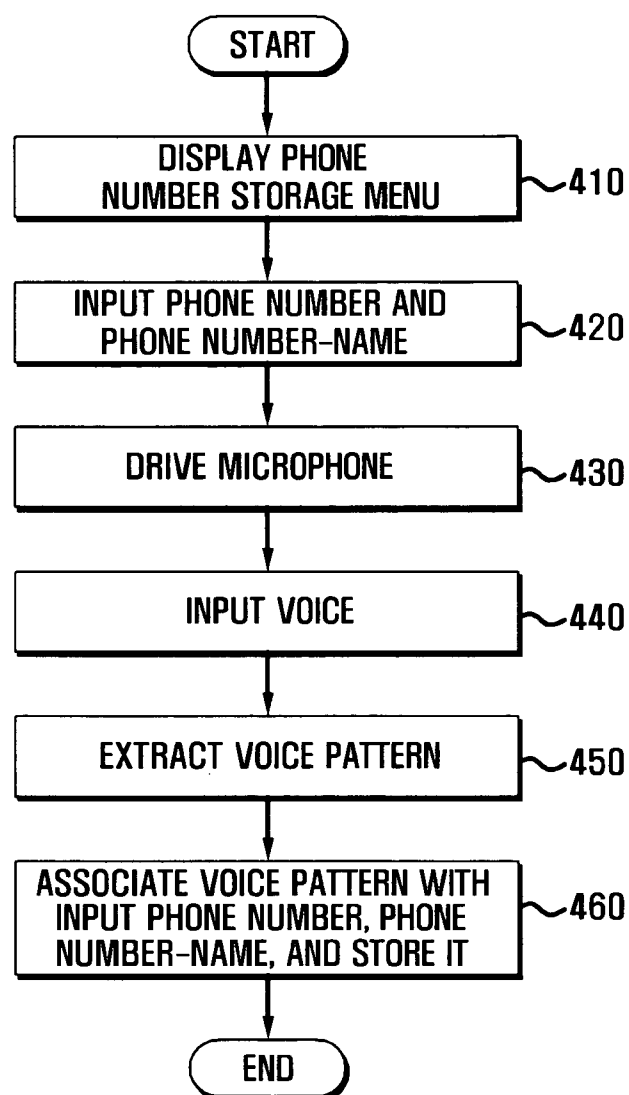 START
DISPLAY PHONE
NUMBER STORAGE MENU
410
INPUT PHONE NUMBER AND
PHONE NUMBER-NAME
420
DRIVE MICROPHONE
430
INPUT VOICE
440
EXTRACT VOICE PATTERN
450
ASSOCIATE VOICE PATTERN WITH
INPUT PHONE NUMBER, PHONE
NUMBER-NAME, AND STORE IT
460
END